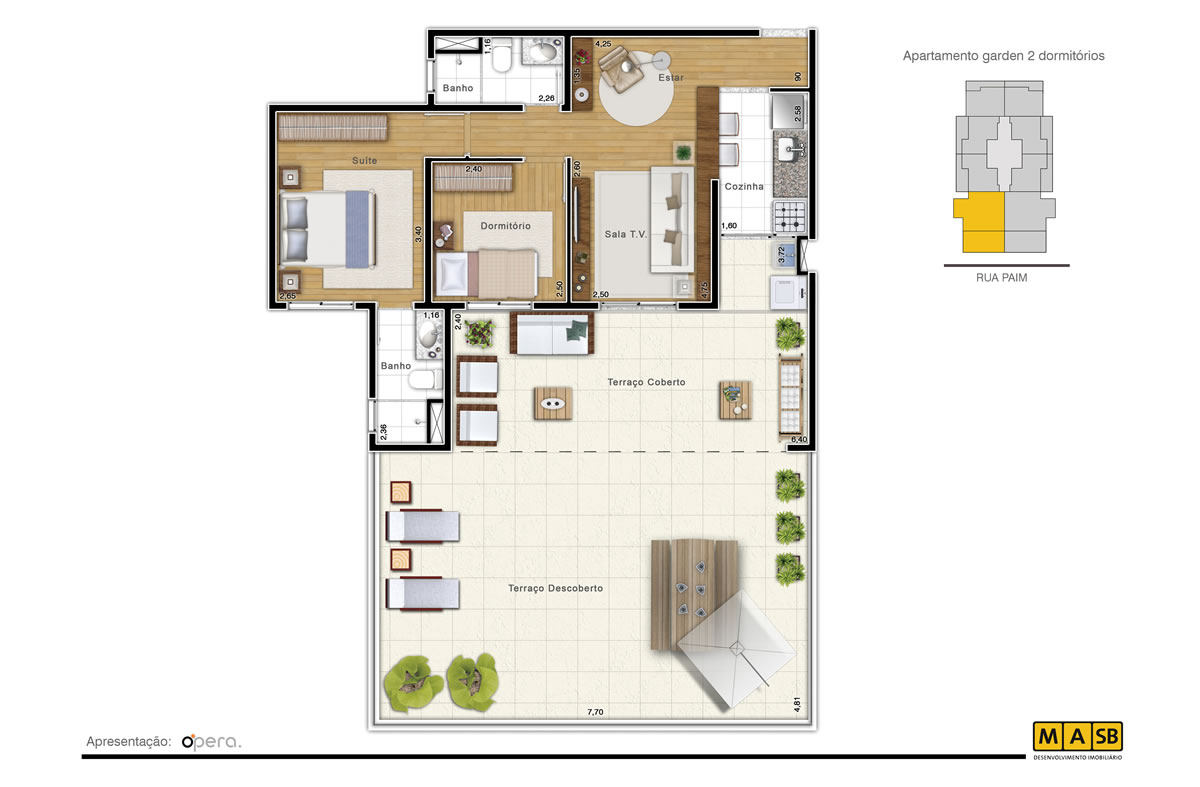 Apartamento garden 2 dormitórios
RUA PAIM
1,16
Banho
2,26
4,25
1,35
Estar
90
2,58
Suíte
2,40
2,60
Cozinha
Dormitório
Sala T.V.
3,40
1,60
3,72
2,65
2,50
2,50
4,75
1,16
2,40
Banho
Terraço Coberto
2,36
6,40
Terraço Descoberto
7,70
4,81
Apresentação: Opera.
MASB
DESENVOLVIMENTO IMOBILIÁRIO